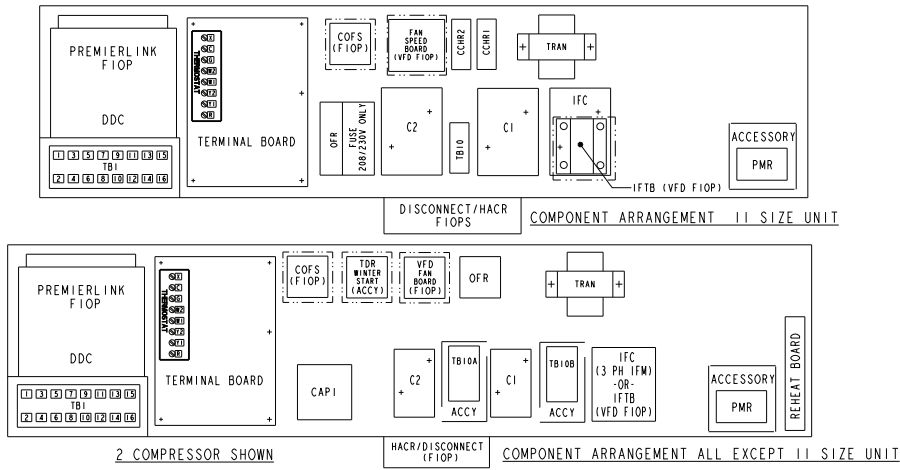 PREMIERLINK
FIOP
DDC
1 3 5 7 9 11 13 15
TB1
2 4 6 8 10 12 14 16
THERMOSTAT
X
C
G
W2
W1
Y2
Y1
R
TERMINAL BOARD
COFS
(FIOP)
FAN
SPEED
BOARD
(VFD FIOP)
CCHR2
CCHR1
TRAN
OFR
FUSE
208/230V ONLY
C2
TB10
C1
IFC
IFTB (VFD FIOP)
ACCESSORY
PMR
DISCONNECT/HACR
FIOPS
COMPONENT ARRANGEMENT 11 SIZE UNIT
PREMIERLINK
FIOP
DDC
1 3 5 7 9 11 13 15
TB1
2 4 6 8 10 12 14 16
THERMOSTAT
X
C
G
W2
W1
Y2
Y1
R
TERMINAL BOARD
COFS
(FIOP)
TDR
WINTER
START
(ACCY)
VFD
FAN
BOARD
(FIOP)
OFR
TRAN
CAP1
C2
TB10A
ACCY
C1
TB10B
ACCY
IFC
(3 PH IFM)
-OR-
IFTB
(VFD FIOP)
ACCESSORY
PMR
REHEAT BOARD
HACR/DISCONNECT
(FIOP)
2 COMPRESSOR SHOWN
COMPONENT ARRANGEMENT ALL EXCEPT 11 SIZE UNIT